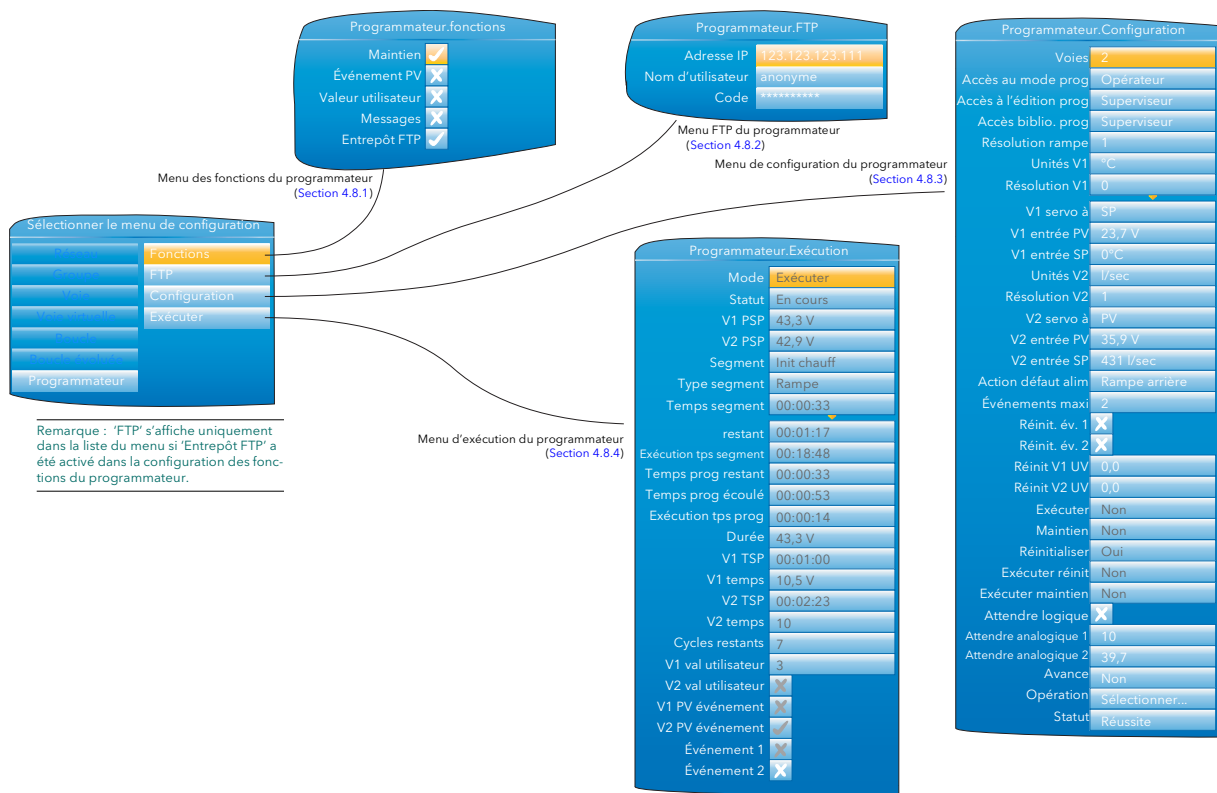 Programmateur.fonctions
Maintien
Événement PV
Valeur utilisateur
Messages
Entrepôt FTP
Menu des fonctions du programmateur
(Section 4.8.1)
Programmateur.FTP
Adresse IP 123.123.123.111
Nom d'utilisateur anonyme
Code **********
Menu FTP du programmateur
(Section 4.8.2)
Menu de configuration du programmateur
(Section 4.8.3)
Sélectionner le menu de configuration
Réseau Fonctions
Groupe FTP
Voie Configuration
Voie virtuelle Exécuter
Boucle
Boucle évoluée
Programmateur
Remarque : 'FTP' s'affiche uniquement
dans la liste du menu si 'Entrepôt FTP' a
été activé dans la configuration des fonc-
tions du programmateur.
Menu d'exécution du programmateur
(Section 4.8.4)
Programmateur.Exécution
Mode Exécuter
Statut En cours
V1 PSP 43,3 V
V2 PSP 42,9 V
Segment Init chauff
Type segment Rampe
Temps segment 00:00:33
restant 00:01:17
Exécution tps segment 00:18:48
Temps prog restant 00:00:33
Temps prog écoulé 00:00:53
Exécution tps prog 00:00:14
Durée 43,3 V
V1 TSP 00:01:00
V1 temps 10,5 V
V2 TSP 00:02:23
V2 temps 10
Cycles restants 7
V1 val utilisateur 3
V2 val utilisateur
V1 PV événement
V2 PV événement
Événement 1
Événement 2
Programmateur.Configuration
Voies 2
Accès au mode prog Opérateur
Accès à l'édition prog Superviseur
Accès biblio. prog Superviseur
Résolution rampe 1
Unités V1 °C
Résolution V1 0
V1 servo à SP
V1 entrée PV 23,7 V
V1 entrée SP 0°C
Unités V2 l/sec
Résolution V2 1
V2 servo à PV
V2 entrée PV 35,9 V
V2 entrée SP 431 l/sec
Action défaut alim Rampe arrière
Événements maxi 2
Réinit. év. 1
Réinit. év. 2
Réinit V1 UV 0,0
Réinit V2 UV 0,0
Exécuter Non
Maintien Non
Réinitialiser Oui
Exécuter réinit Non
Exécuter maintien Non
Attendre logique
Attendre analogique 1 10
Attendre analogique 2 39,7
Avance Non
Opération Sélectionner...
Statut Réussite